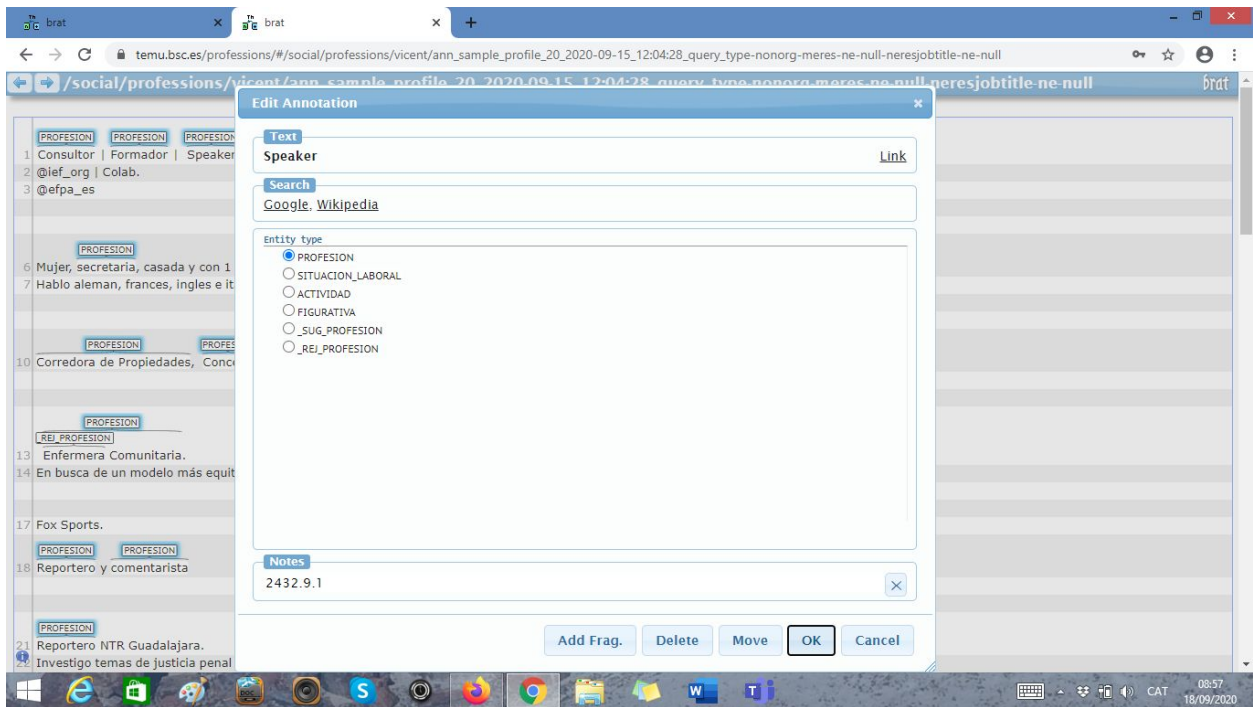 brat
brat
temu.bsc.es/professions/#/social/professions/vicent/ann_sample_profile_20_2020-09-15_12:04:28_query_type-nonorg-meres-ne-null-neresjobtitle-ne-null
/social/professions/vicent/ann_sample_profile_20_2020-09-15_12:04:28_query_type-nonorg-meres-ne-null-neresjobtitle-ne-null brat
Edit Annotation
Text
Speaker Link
Search
Google, Wikipedia
Entity type
PROFESION
SITUACION_LABORAL
ACTIVIDAD
FIGURATIVA
_SUG_PROFESION
_REJ_PROFESION
Notes
2432.9.1
Add Frag. Delete Move OK Cancel
PROFESION PROFESION PROFESION
1 Consultor | Formador | Speaker
2 @ief_org | Colab.
3 @efpa_es
PROFESION
6 Mujer, secretaria, casada y con 1
7 Hablo aleman, frances, ingles e it
PROFESION PROFES
10 Corredora de Propiedades, Conc
PROFESION
_REJ_PROFESION
13 Enfermera Comunitaria.
14 En busca de un modelo más equit
17 Fox Sports.
PROFESION PROFESION
18 Reportero y comentarista
PROFESION
21 Reportero NTR Guadalajara.
22 Investigo temas de justicia penal
CAT
08:57
18/09/2020